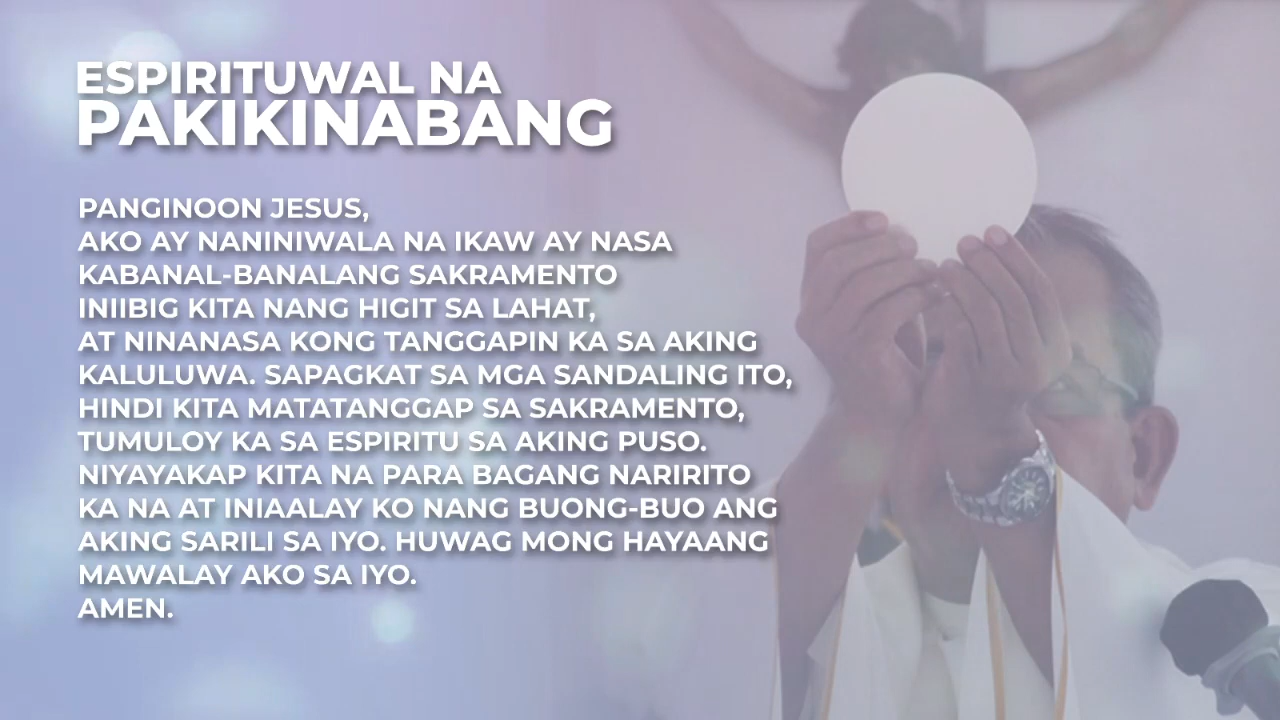 ESPIRITUWAL NA
PAKIKINABANG
PANGINOON JESUS,
AKO AY NANINIWALA NA IKAW AY NASA
KABANAL-BANALANG SAKRAMENTO
INIIBIG KITA NANG HIGIT SA LAHAT,
AT NINANASA KONG TANGGAPIN KA SA AKING
KALULUWA. SAPAGKAT SA MGA SANDALING ITO,
HINDI KITA MATATANGGAP SA SAKRAMENTO,
TUMULOY KA SA ESPIRITU SA AKING PUSO.
NIYAYAKAP KITA NA PARA BAGANG NARIRITO
KA NA AT INIAALAY KO NANG BUONG-BUO ANG
AKING SARILI SA IYO. HUWAG MONG HAYAANG
MAWALAY AKO SA IYO.
AMEN.